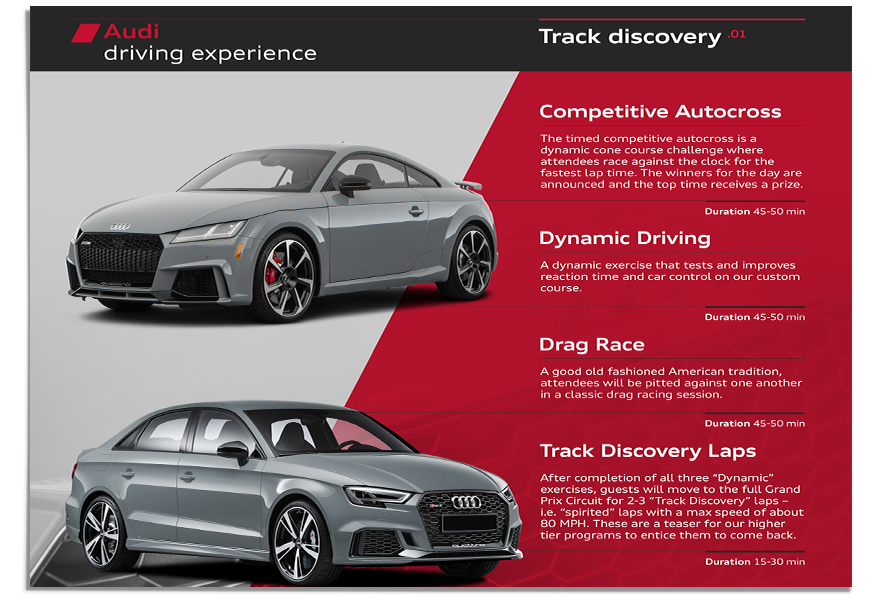 Audi
driving experience
Track discovery .01
Competitive Autocross
The timed competitive autocross is a
dynamic cone course challenge where
attendees race against the clock for the
fastest lap time. The winners for the day are
announced and the top time receives a prize.
Duration 45-50 min
Dynamic Driving
A dynamic exercise that tests and improves
reaction time and car control on our custom
course.
Duration 45-50 min
Drag Race
A good old fashioned American tradition,
attendees will be pitted against one another
in a classic drag racing session.
Duration 45-50 min
Track Discovery Laps
After completion of all three “Dynamic”
exercises, guests will move to the full Grand
Prix Circuit for 2-3 “Track Discovery” laps –
i.e. “spirited” laps with a max speed of about
80 MPH. These are a teaser for our higher
tier programs to entice them to come back.
Duration 15-30 min